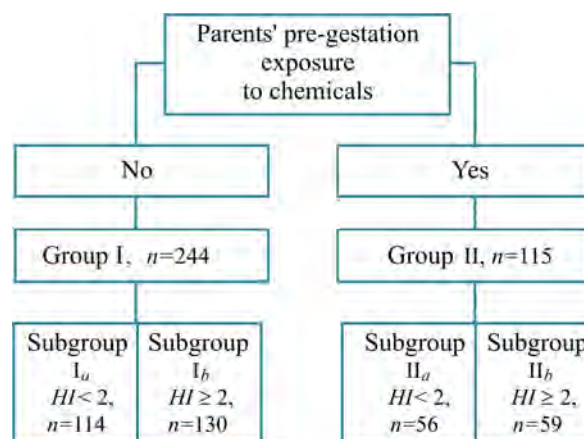 Parents' pre-gestation
exposure
to chemicals
No
Yes
Group I, n=244
Group II, n=115
Subgroup
Ia
HI < 2,
n=114
Subgroup
Ib
HI ≥ 2,
n=130
Subgroup
IIa
HI < 2,
n=56
Subgroup
IIb
HI ≥ 2,
n=59